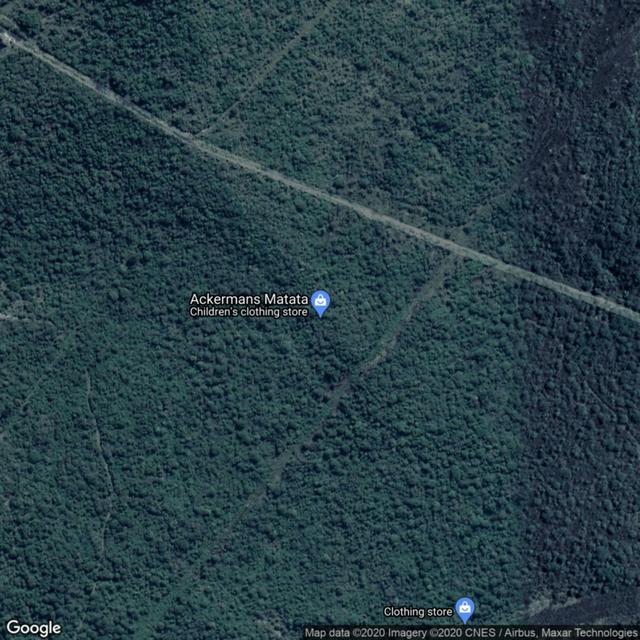 Ackermans Matata
Children's clothing store
Clothing store
Google
Map data ©2020 Imagery ©2020 CNES / Airbus, Maxar Technologies